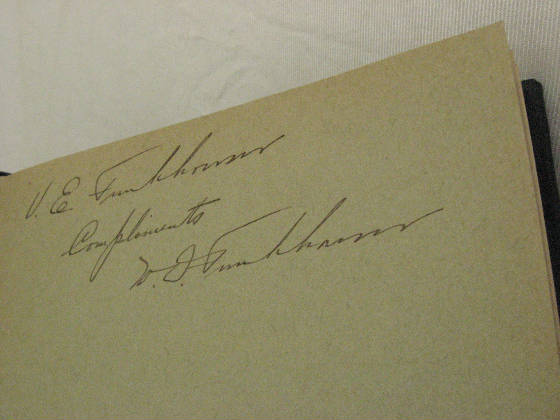 V. E. Funkhouser
Compliments
W. D. Funkhouser